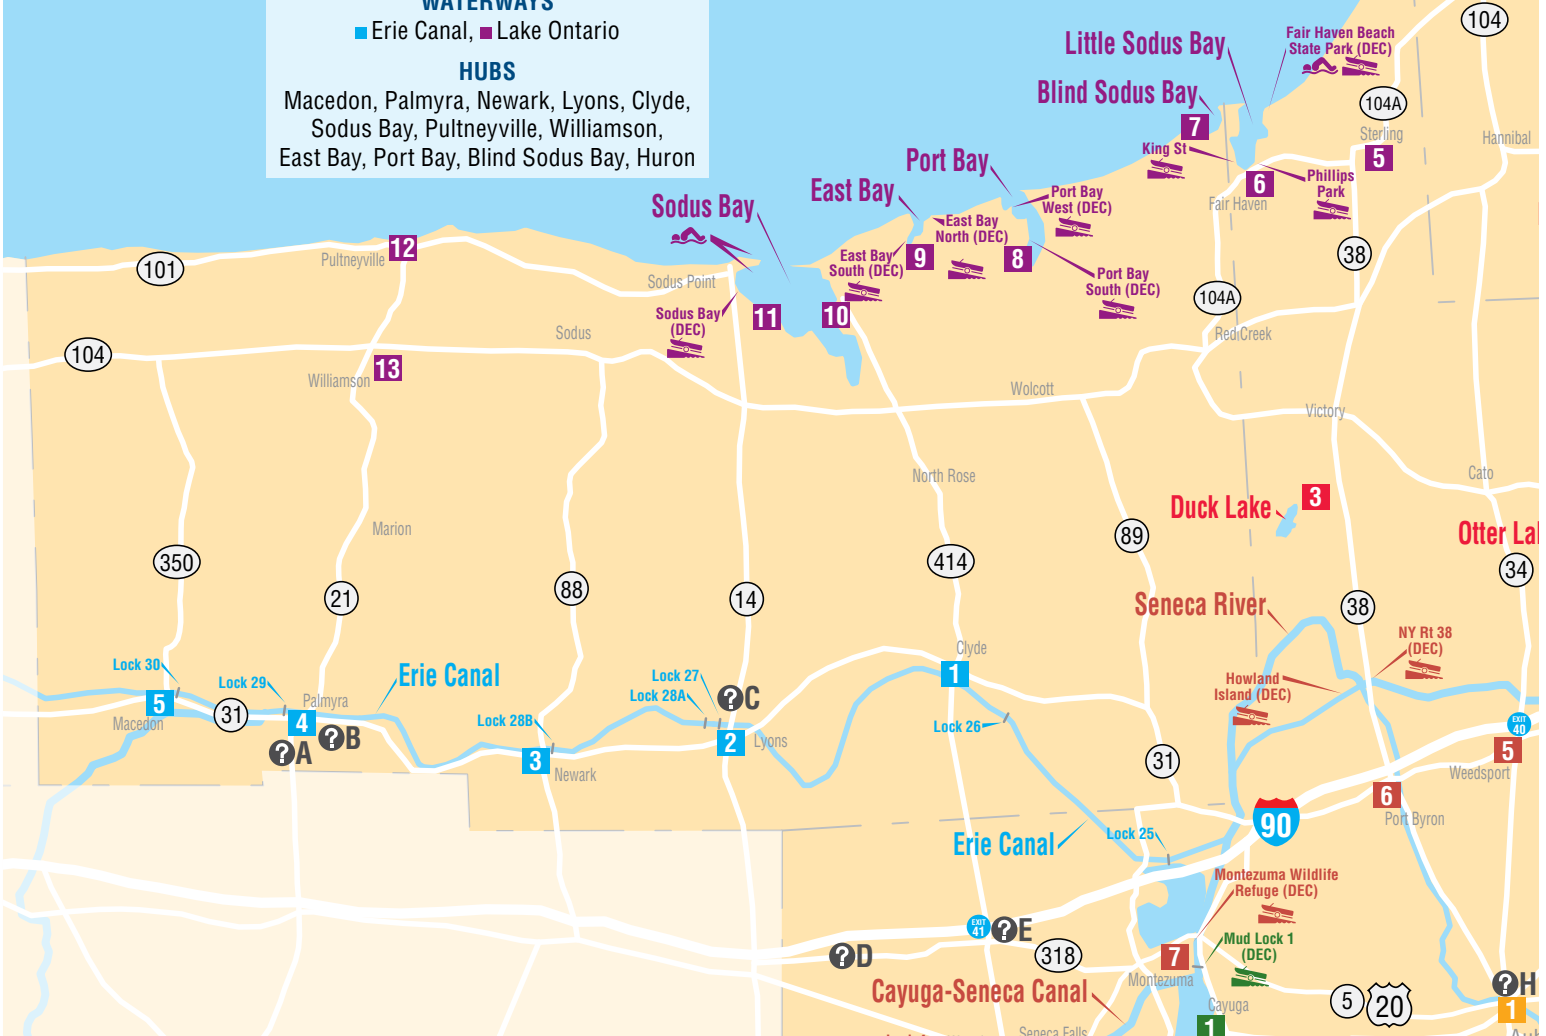 WATERWAYS
Erie Canal, Lake Ontario
HUBS
Macedon, Palmyra, Newark, Lyons, Clyde,
Sodus Bay, Pultneyville, Williamson,
East Bay, Port Bay, Blind Sodus Bay, Huron
Little Sodus Bay
Fair Haven Beach
State Park (DEC)
104
Blind Sodus Bay
7
104A
Sterling
5
Hannibal
King St
6
Phillips
Park
Fair Haven
38
Port Bay
East Bay
Port Bay
West (DEC)
East Bay
North (DEC)
Sodus Bay
12
Pultneyville
101
East Bay
South (DEC)
9
8
Port Bay
South (DEC)
Sodus Point
104A
Sodus Bay
(DEC)
11
10
Sodus
Red Creek
104
13
Williamson
Wolcott
Victory
North Rose
Cato
Duck Lake
3
Otter La
Marion
350
21
88
14
414
89
34
Seneca River
38
NY Rt 38
(DEC)
Clyde
1
Lock 30
5
Macedon
Lock 29
Palmyra
31
4
? A
? B
Erie Canal
Lock 27
Lock 28A
? C
Lock 28B
3
Newark
2
Lyons
Lock 26
Howland
Island (DEC)
EXIT
40
5
Weedsport
31
6
Port Byron
90
Erie Canal
Lock 25
Montezuma Wildlife
Refuge (DEC)
EXIT
41
? E
? D
318
7
Montezuma
Mud Lock 1
(DEC)
Cayuga-Seneca Canal
Cayuga
1
5
20
? H
1
Seneca Falls